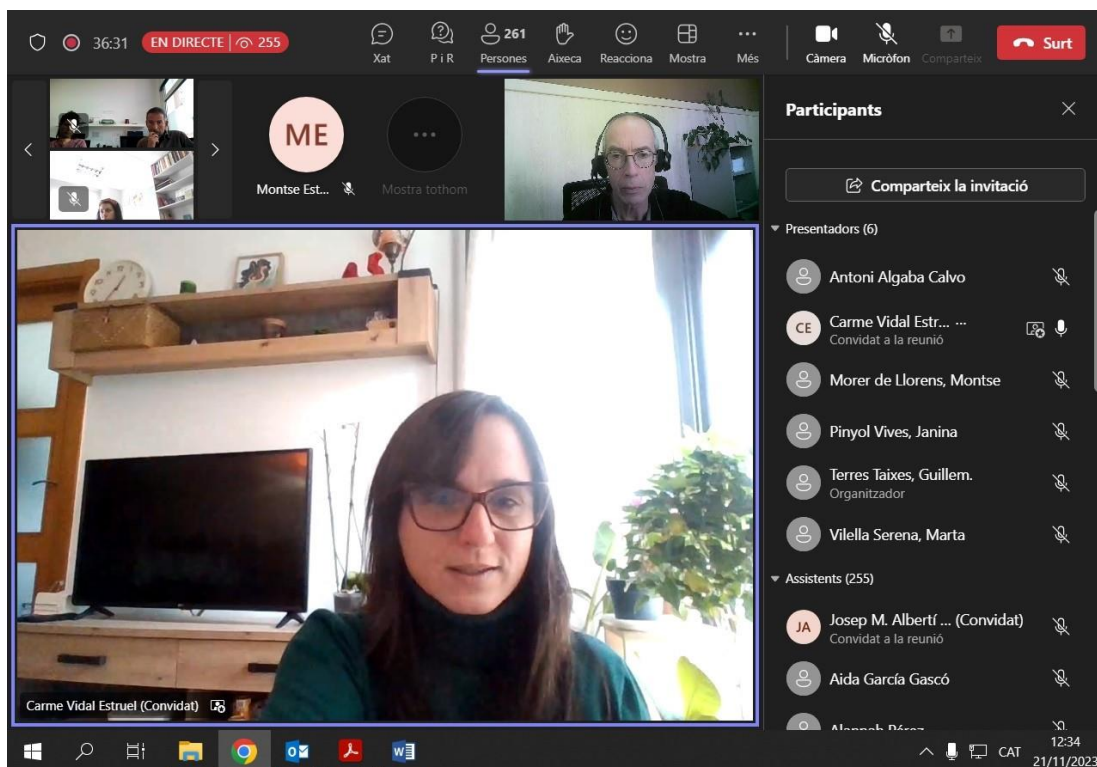 36:31
EN DIRECTE
255
Xat
P i R
261
Persones
Aixeca
Reacciona
Mostra
Més
Càmera
Micròfon
Comparteix
Surt
ME
Montse Est...
Mostra tothom
Carme Vidal Estruel (Convidat)
Participants
Comparteix la invitació
Presentadors (6)
Antoni Algaba Calvo
CE
Carme Vidal Estr... ...
Convidat a la reunió
Morer de Llorens, Montse
Pinyol Vives, Janina
Terres Taixes, Guillem.
Organitzador
Vilella Serena, Marta
Assistents (255)
JA
Josep M. Albertí ... (Convidat)
Convidat a la reunió
Aida García Gascó
Alannah Pérez
CAT
12:34
21/11/2023